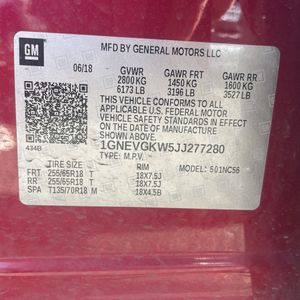 GM
MFD BY GENERAL MOTORS LLC
06/18 GVWR GAWR FRT GAWR RR
2800 KG 1450 KG 1600 KG
6173 LB 3196 LB 3527 LB
THIS VEHICLE CONFORMS TO ALL APPLICABLE U.S. FEDERAL MOTOR
VEHICLE SAFETY STANDARDS IN EFFECT ON THE
DATE OF MANUFACTURE SHOWN ABOVE.
1GNEVGKW5JJ277280
434B TYPE: M.P.V. MODEL: 501NC56
TIRE SIZE RIM
FRT 255/65R18 T 18X7.5J
RR 255/65R18 T 18X7.5J
SPA T135/70R18 M 18X4.5B